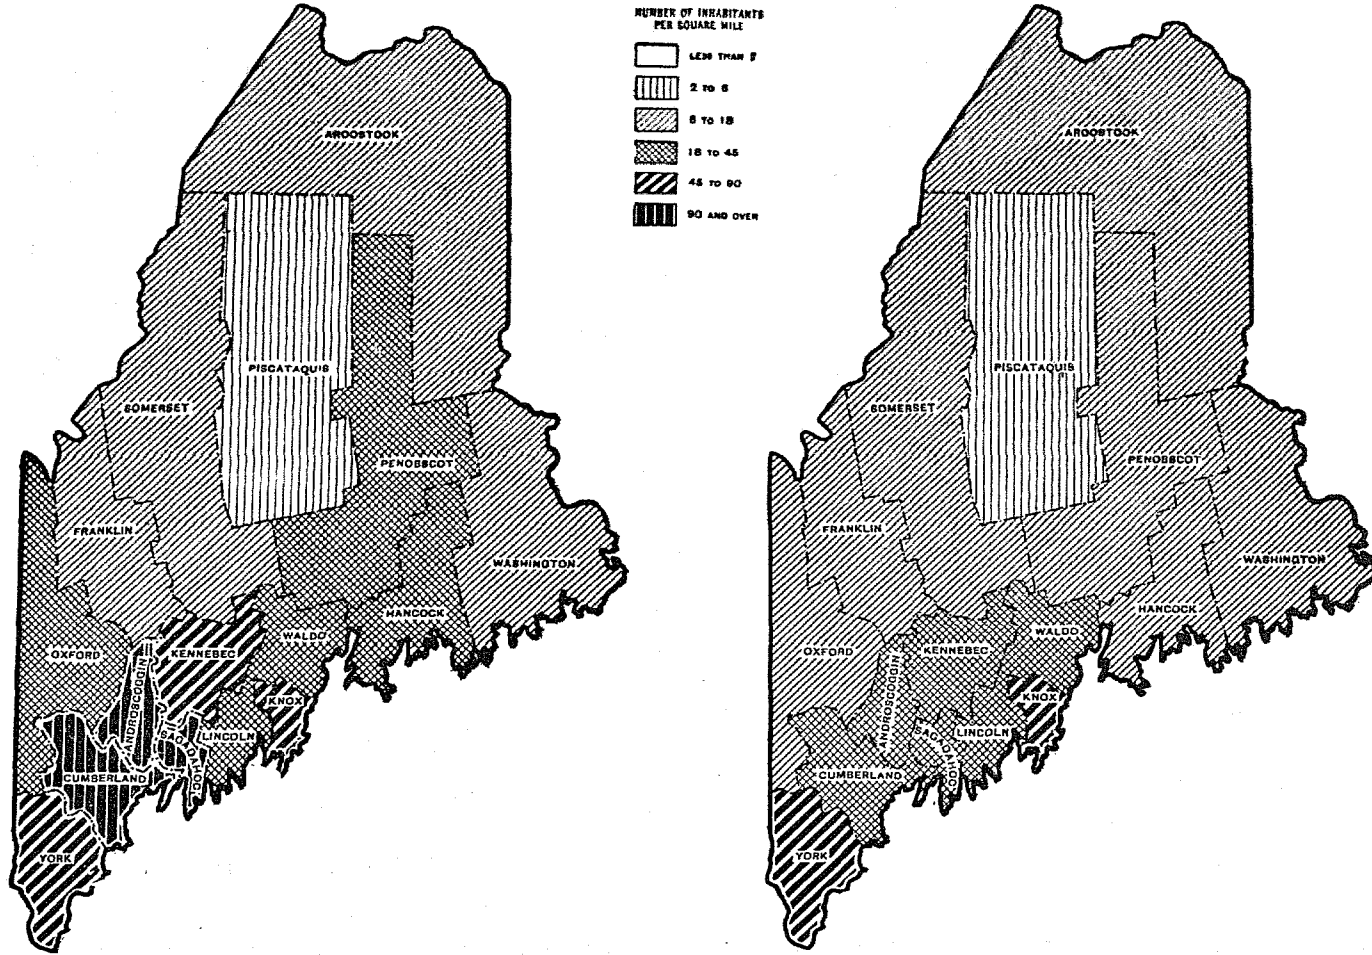 NUMBER OF INHABITANTS
PER SQUARE MILE
LESS THAN 2
2 TO 6
6 TO 18
18 TO 45
45 TO 90
90 AND OVER
AROOSTOOK
PISCATAQUIS
SOMERSET
PENOBSCOT
FRANKLIN
WASHINGTON
HANCOCK
WALDO
OXFORD
KENNEBEC
ANDROSCOGGIN
KNOX
LINCOLN
SAGADAHOC
CUMBERLAND
YORK
AROOSTOOK
PISCATAQUIS
SOMERSET
PENOBSCOT
FRANKLIN
WASHINGTON
HANCOCK
WALDO
OXFORD
KENNEBEC
ANDROSCOGGIN
KNOX
LINCOLN
SAGADAHOC
CUMBERLAND
YORK